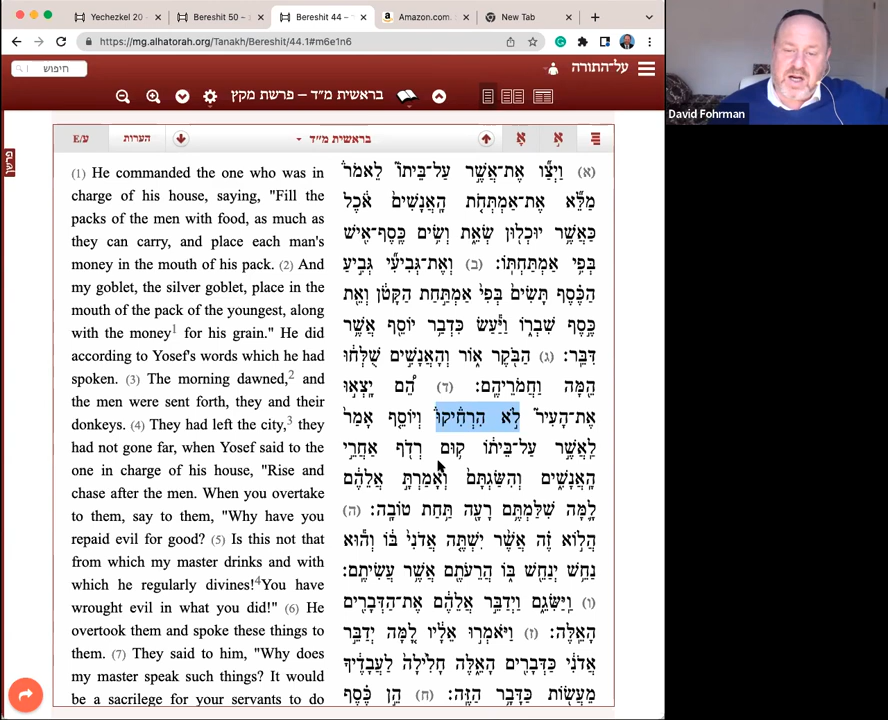 Yechezkel 20 -
Bereshit 50 –
Bereshit 44 –
Amazon.com.
New Tab
https://mg.alhatorah.org/Tanakh/Bereshit/44.1#m6e1n6
חיפוש
על־התורה
בראשית מ״ד – פרשת מקץ
ע/E
הערות
בראשית מ״ד
אֹ
אָ
פרשן
David Fohrman
(1) He commanded the one who was in
charge of his house, saying, "Fill the
packs of the men with food, as much as
they can carry, and place each man's
money in the mouth of his pack. (2) And
my goblet, the silver goblet, place in the
mouth of the pack of the youngest, along
with the money1 for his grain." He did
according to Yosef's words which he had
spoken. (3) The morning dawned,2 and
the men were sent forth, they and their
donkeys. (4) They had left the city,3 they
had not gone far, when Yosef said to the
one in charge of his house, "Rise and
chase after the men. When you overtake
to them, say to them, "Why have you
repaid evil for good? (5) Is this not that
from which my master drinks and with
which he regularly divines!4You have
wrought evil in what you did!" (6) He
overtook them and spoke these things to
them. (7) They said to him, "Why does
my master speak such things? It would
be a sacrilege for your servants to do
(א) וַיְצַ֞ו אֶת־אֲשֶׁ֣ר עַל־בֵּיתוֹ֮ לֵאמֹר֒
מַלֵּ֞א אֶת־אַמְתְּחֹ֤ת הָֽאֲנָשִׁים֙ אֹ֔כֶל
כַּאֲשֶׁ֥ר יוּכְל֖וּן שְׂאֵ֑ת וְשִׂ֥ים כֶּֽסֶף־אִ֖ישׁ
בְּפִ֥י אַמְתַּחְתּֽוֹ: (ב) וְאֶת־גְּבִיעִ֞י גְּבִ֣יעַ
הַכֶּ֗סֶף תָּשִׂים֙ בְּפִי֙ אַמְתַּ֣חַת הַקָּטֹ֔ן וְאֵ֖ת
כֶּ֣סֶף שִׁבְר֑וֹ וַיַּ֕עַשׂ כִּדְבַ֥ר יוֹסֵ֖ף אֲשֶׁ֥ר
דִּבֵּֽר: (ג) הַבֹּ֖קֶר א֑וֹר וְהָאֲנָשִׁ֣ים שֻׁלְּח֔וּ
הֵ֖מָּה וַחֲמֹרֵיהֶֽם: (ד) הֵ֠ם יָֽצְא֣וּ
אֶת־הָעִיר֮ לֹ֣א הִרְחִ֒יקוּ֒ וְיוֹסֵ֤ף אָמַר֙
לַֽאֲשֶׁ֣ר עַל־בֵּית֔וֹ ק֥וּם רְדֹ֖ף אַחֲרֵ֣י
הָֽאֲנָשִׁ֑ים וְהִשַּׂגְתָּם֙ וְאָמַרְתָּ֣ אֲלֵהֶ֔ם
לָ֛מָּה שִׁלַּמְתֶּ֥ם רָעָ֖ה תַּ֥חַת טוֹבָֽה: (ה)
הֲל֣וֹא זֶ֗ה אֲשֶׁ֨ר יִשְׁתֶּ֤ה אֲדֹנִי֙ בּ֔וֹ וְה֕וּא
נַחֵ֥שׁ יְנַחֵ֖שׁ בּ֑וֹ הֲרֵעֹתֶ֖ם אֲשֶׁ֥ר עֲשִׂיתֶֽם:
(ו) וַֽיַּשִּׂגֵ֑ם וַיְדַבֵּ֣ר אֲלֵהֶ֔ם אֶת־הַדְּבָרִ֖ים
הָאֵֽלֶּה: (ז) וַיֹּאמְר֣וּ אֵלָ֔יו לָ֚מָּה יְדַבֵּ֣ר
אֲדֹנִ֔י כַּדְּבָרִ֖ים הָאֵ֑לֶּה חָלִ֙ילָה֙ לַעֲבָדֶ֔יךָ
מֵעֲשׂ֖וֹת כַּדָּבָ֥ר הַזֶּֽה: (ח) הֵ֣ן כֶּ֗סֶף